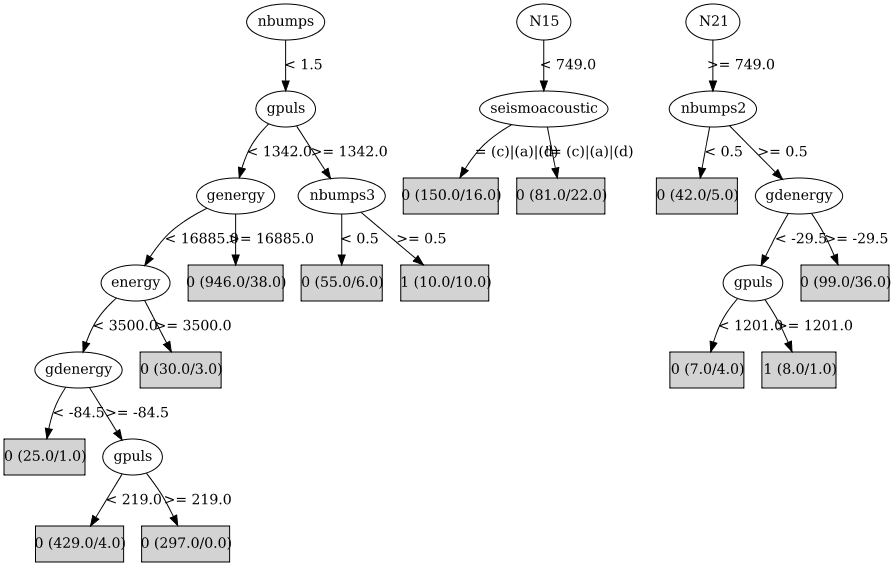 nbumps
N15
N21
< 1.5
< 749.0
>= 749.0
gpuls
seismoacoustic
nbumps2
< 1342.0
>= 1342.0
= (c)|(a)|(d)
!= (c)|(a)|(d)
< 0.5
>= 0.5
genergy
nbumps3
0 (150.0/16.0)
0 (81.0/22.0)
0 (42.0/5.0)
gdenergy
< 16885.0
>= 16885.0
< 0.5
>= 0.5
< -29.5
>= -29.5
energy
0 (946.0/38.0)
0 (55.0/6.0)
1 (10.0/10.0)
gpuls
0 (99.0/36.0)
< 3500.0
>= 3500.0
< 1201.0
>= 1201.0
gdenergy
0 (30.0/3.0)
0 (7.0/4.0)
1 (8.0/1.0)
< -84.5
>= -84.5
0 (25.0/1.0)
gpuls
< 219.0
>= 219.0
0 (429.0/4.0)
0 (297.0/0.0)